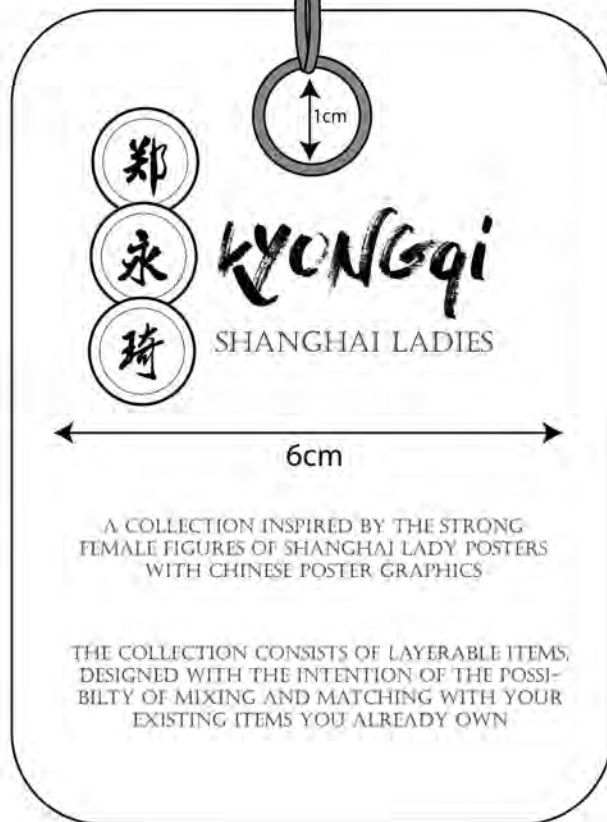 1cm
郑
永
琦
KYONGqi
SHANGHAI LADIES
6cm
A COLLECTION INSPIRED BY THE STRONG
FEMALE FIGURES OF SHANGHAI LADY POSTERS
WITH CHINESE POSTER GRAPHICS
THE COLLECTION CONSISTS OF LAYERABLE ITEMS,
DESIGNED WITH THE INTENTION OF THE POSSI-
BILTY OF MIXING AND MATCHING WITH YOUR
EXISTING ITEMS YOU ALREADY OWN